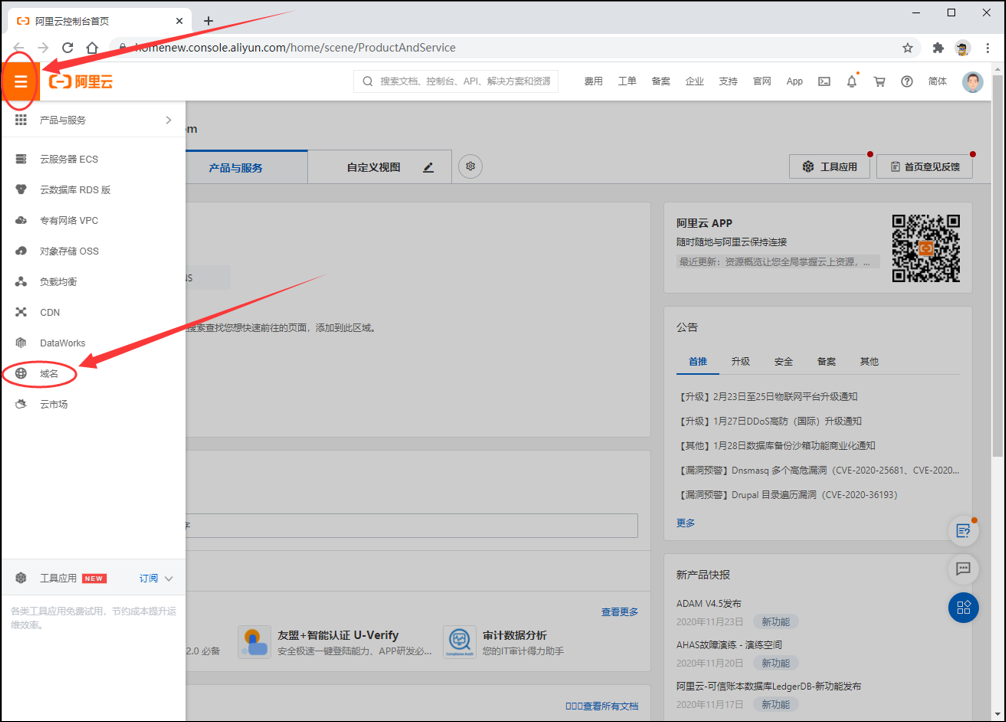 阿里云控制台首页
homenew.console.aliyun.com/home/scene/ProductAndService
阿里云
搜索文档、控制台、API、解决方案和资源
费用
工单
备案
企业
支持
官网
App
简体
产品与服务
云服务器 ECS
云数据库 RDS 版
专有网络 VPC
对象存储 OSS
负载均衡
CDN
DataWorks
域名
云市场
工具应用 NEW 订阅
各类工具应用免费试用，节约成本提升运
维效率。
om
产品与服务
自定义视图
工具应用
首页意见反馈
NS
搜索查找您想快速前往的页面，添加到此区域。
字
查看更多
2.0 必备
友盟+智能认证 U-Verify
安全极速一键登陆能力、APP研发必...
审计数据分析
您的IT审计得力助手
查看所有文档
阿里云 APP
随时随地与阿里云保持连接
最近更新：资源概览让您全局掌握云上资源，...
公告
首推
升级
安全
备案
其他
【升级】2月23日至25日物联网平台升级通知
【升级】1月27日DDoS高防（国际）升级通知
【其他】1月28日数据库备份沙箱功能商业化通知
【漏洞预警】Dnsmasq 多个高危漏洞（CVE-2020-25681、CVE-2020...
【漏洞预警】Drupal 目录遍历漏洞（CVE-2020-36193）
更多
新产品快报
ADAM V4.5发布
2020年11月23日 新功能
AHAS故障演练 - 演练空间
2020年11月20日 新功能
阿里云-可信账本数据库LedgerDB-新功能发布
2020年11月17日 新功能